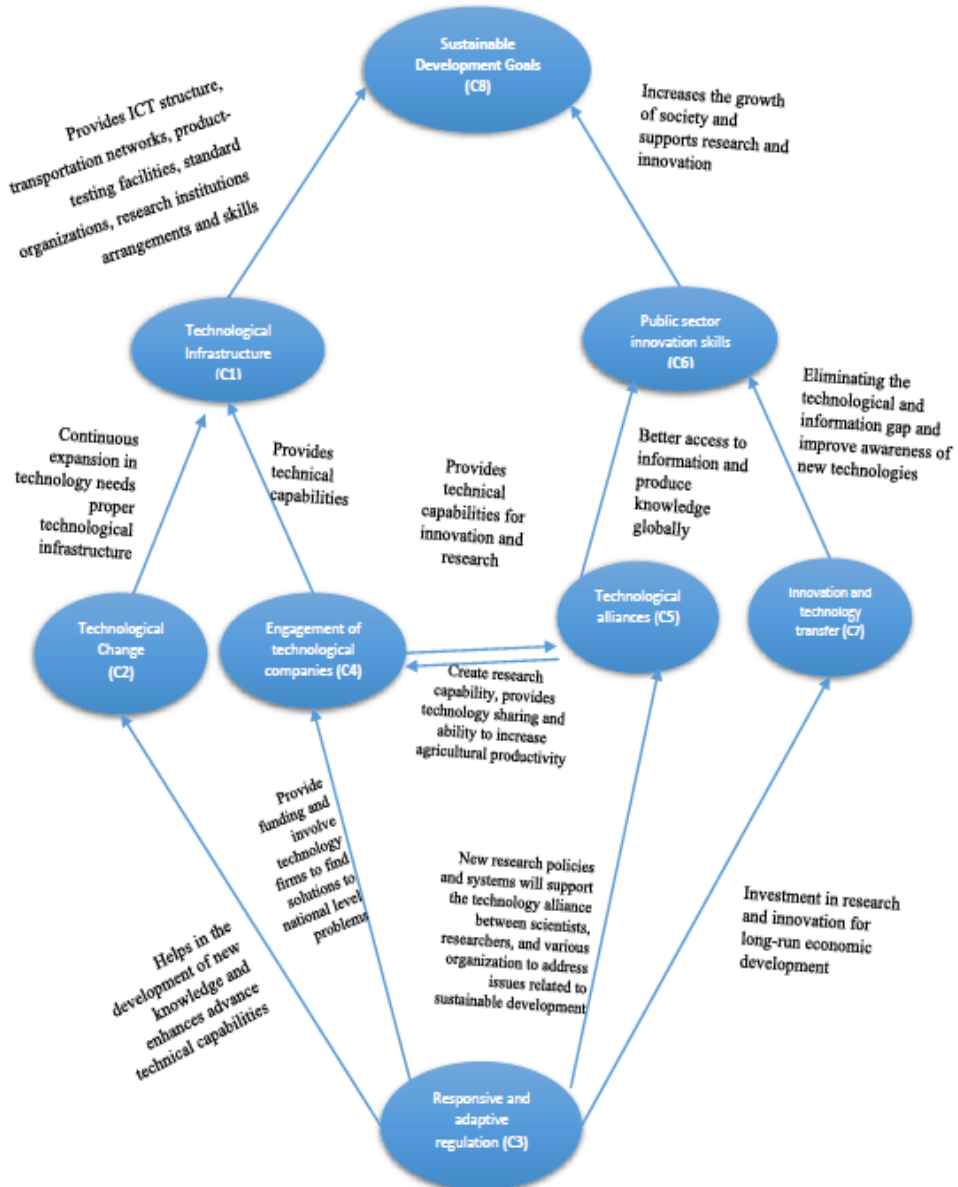 Sustainable
Development Goals
(C8)
Provides ICT structure,
transportation networks, product-
testing facilities, standard
organizations, research institutions
arrangements and skills
Increases the growth
of society and
supports research and
innovation
Technological
Infrastructure
(C1)
Public sector
innovation skills
(C6)
Continuous
expansion in
technology needs
proper
technological
infrastructure
Provides
technical
capabilities
Provides
technical
capabilities for
innovation and
research
Better access to
information and
produce
knowledge
globally
Eliminating the
technological and
information gap and
improve awareness of
new technologies
Technological
Change
(C2)
Engagement of
technological
companies (C4)
Technological
alliances (C5)
Innovation and
technology
transfer (C7)
Create research
capability, provides
technology sharing and
ability to increase
agricultural productivity
Provide
funding and
involve
technology
firms to find
solutions to
national level
problems
Helps in the
development of new
knowledge and
enhances advance
technical capabilities
New research policies
and systems will support
the technology alliance
between scientists,
researchers, and various
organization to address
issues related to
sustainable development
Investment in research
and innovation for
long-run economic
development
Responsive and
adaptive
regulation (C3)